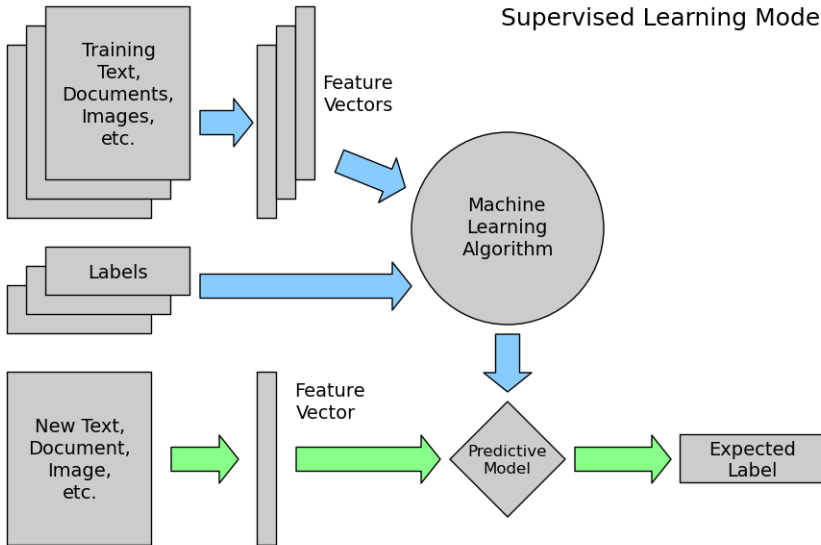 Supervised Learning Mode
Training
Text,
Documents,
Images,
etc.
Feature
Vectors
Machine
Learning
Algorithm
Labels
New Text,
Document,
Image,
etc.
Feature
Vector
Predictive
Model
Expected
Label